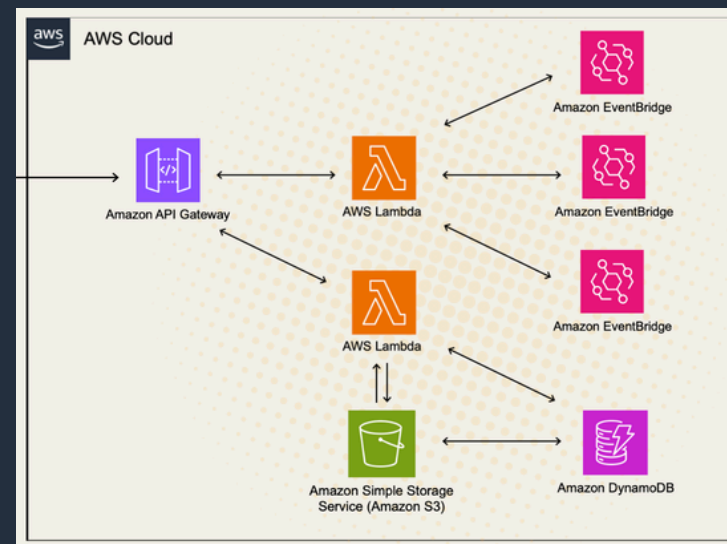 aws
AWS Cloud
Amazon EventBridge
</>
Amazon API Gateway
AWS Lambda
Amazon EventBridge
AWS Lambda
Amazon EventBridge
Amazon Simple Storage
Service (Amazon S3)
Amazon DynamoDB